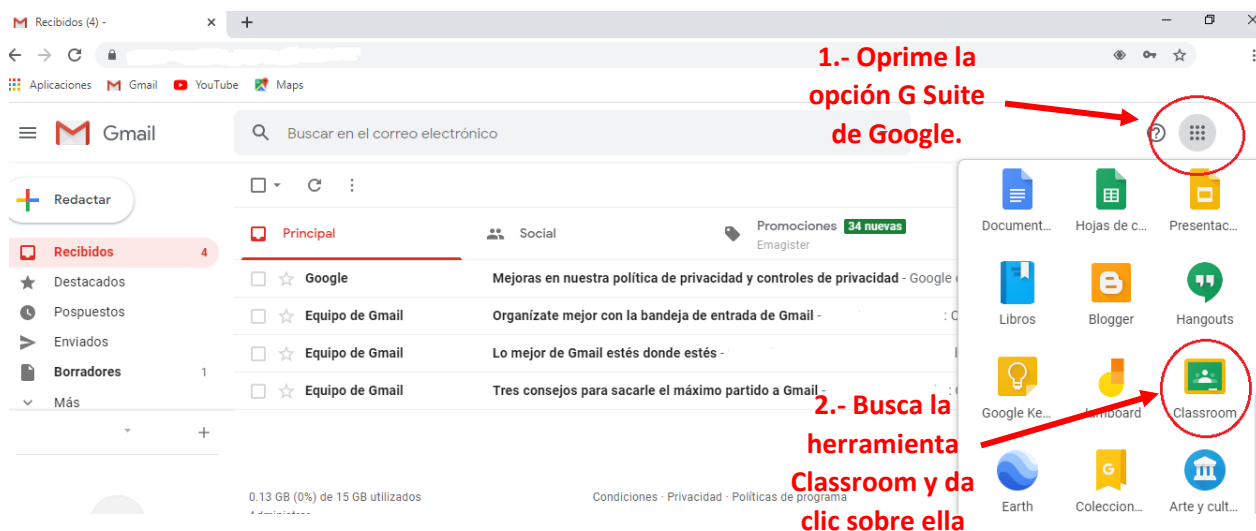 Recibidos (4) -
Aplicaciones Gmail YouTube Maps
1.- Oprime la
opción G Suite
de Google.
Gmail
Buscar en el correo electrónico
Redactar
Recibidos 4
Destacados
Pospuestos
Enviados
Borradores 1
Más
Principal
Social
Promociones 34 nuevas
Emagister
Google Mejoras en nuestra política de privacidad y controles de privacidad - Google
Equipo de Gmail Organízate mejor con la bandeja de entrada de Gmail -
Equipo de Gmail Lo mejor de Gmail estés donde estés -
Equipo de Gmail Tres consejos para sacarle el máximo partido a Gmail -
Document... Hojas de c... Presentac...
Libros Blogger Hangouts
Google Ke... Jamboard Classroom
Earth Coleccion... Arte y cult...
2.- Busca la
herramienta
Classroom y da
clic sobre ella
0.13 GB (0%) de 15 GB utilizados
Condiciones · Privacidad · Políticas de programa